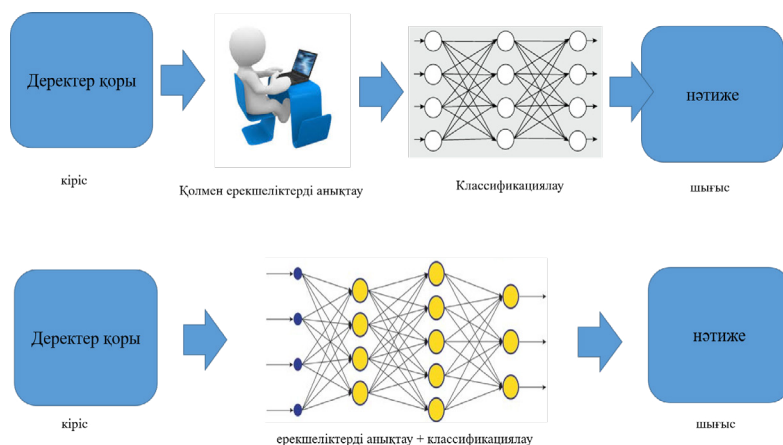 Деректер қоры
кіріс
Қолмен ерекшеліктерді анықтау
Классификациялау
нәтиже
шығыс
Деректер қоры
кіріс
ерекшеліктерді анықтау + классификациялау
нәтиже
шығыс